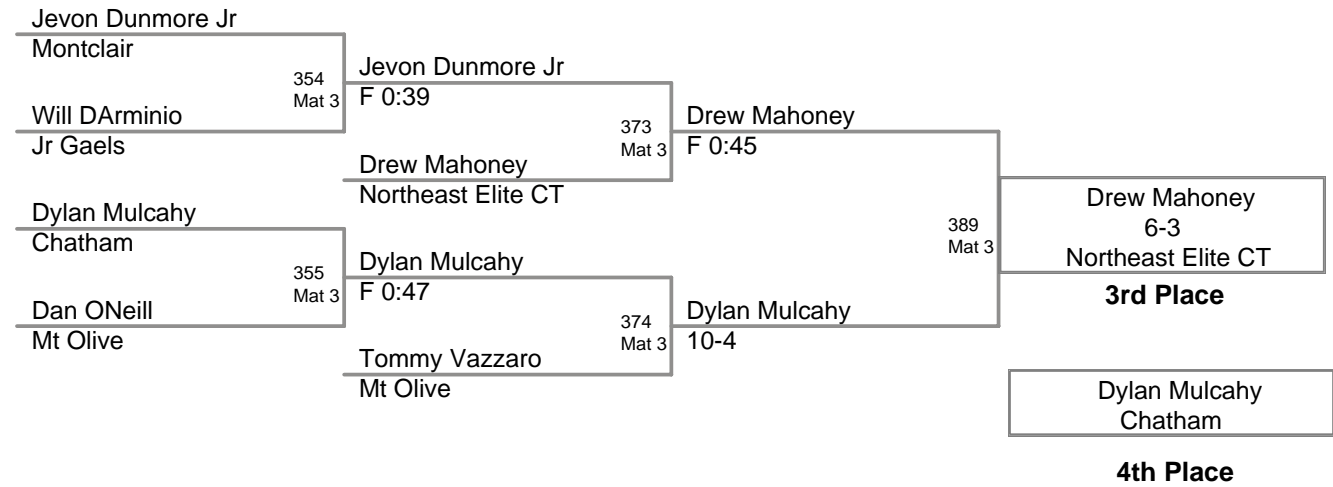 Jevon Dunmore Jr
Montclair
354
Mat 3
Will DArminio
Jr Gaels
Jevon Dunmore Jr
F 0:39
373
Mat 3
Drew Mahoney
Northeast Elite CT
Drew Mahoney
F 0:45
Dylan Mulcahy
Chatham
355
Mat 3
Dan ONeill
Mt Olive
Dylan Mulcahy
F 0:47
374
Mat 3
Tommy Vazzaro
Mt Olive
Dylan Mulcahy
10-4
389
Mat 3
Drew Mahoney
6-3
Northeast Elite CT
3rd Place
Dylan Mulcahy
Chatham
4th Place